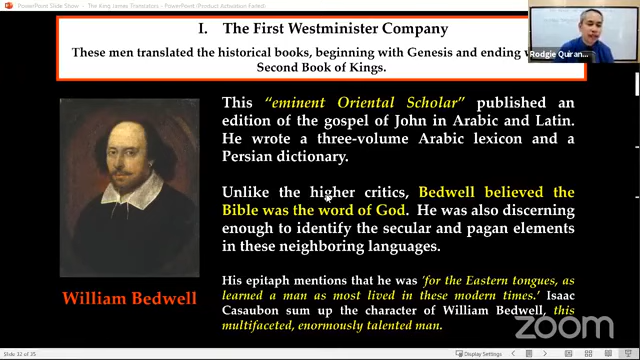 PowerPoint Slide Show - The King James Translators - PowerPoint (Product Activation Failed)
I. The First Westminister Company
These men translated the historical books, beginning with Genesis and ending
Second Book of Kings.
Rodgie Quiran...
This "eminent Oriental Scholar" published an
edition of the gospel of John in Arabic and Latin.
He wrote a three-volume Arabic lexicon and a
Persian dictionary.
Unlike the higher critics, Bedwell believed the
Bible was the word of God. He was also discerning
enough to identify the secular and pagan elements
in these neighboring languages.
William Bedwell
His epitaph mentions that he was 'for the Eastern tongues, as
learned a man as most lived in these modern times.' Isaac
Casaubon sum up the character of William Bedwell, this
multifaceted, enormously talented man.
zoom
Slide 12 of 35
Display Settings